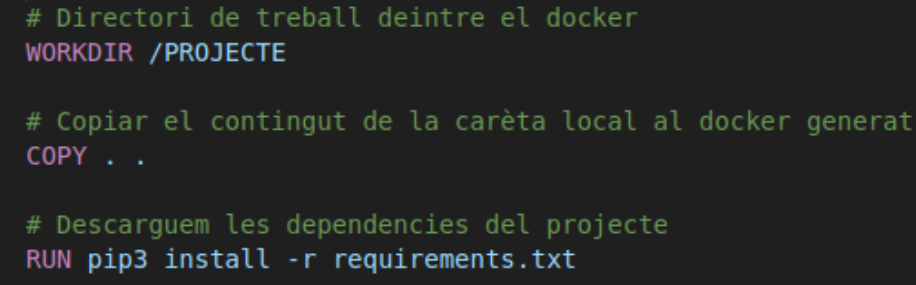 # Directori de treball deintre el docker
WORKDIR /PROJECTE
# Copiar el contingut de la carèta local al docker generat
COPY . .
# Descarguem les dependencies del projecte
RUN pip3 install -r requirements.txt